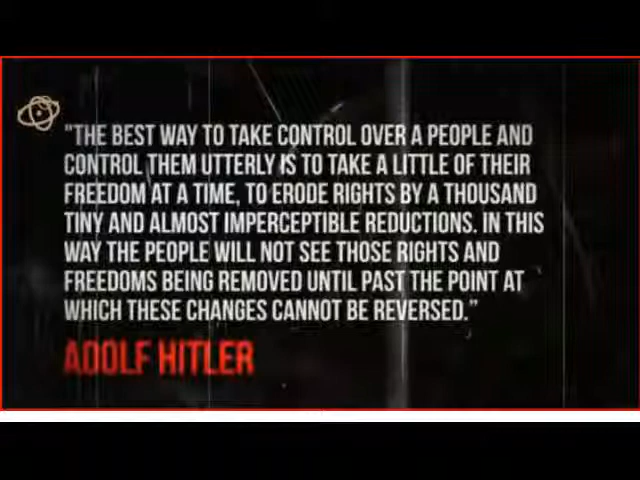 "THE BEST WAY TO TAKE CONTROL OVER A PEOPLE AND
CONTROL THEM UTTERLY IS TO TAKE A LITTLE OF THEIR
FREEDOM AT A TIME, TO ERODE RIGHTS BY A THOUSAND
TINY AND ALMOST IMPERCEPTIBLE REDUCTIONS. IN THIS
WAY THE PEOPLE WILL NOT SEE THOSE RIGHTS AND
FREEDOMS BEING REMOVED UNTIL PAST THE POINT AT
WHICH THESE CHANGES CANNOT BE REVERSED."
ADOLF HITLER